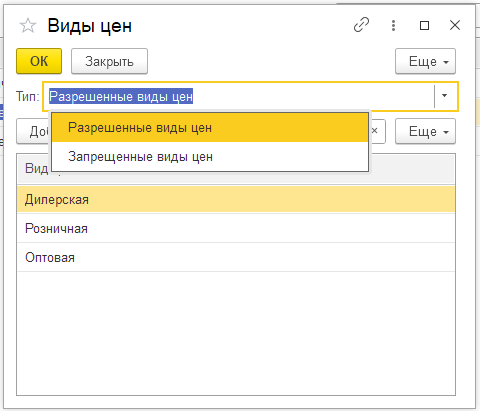 Виды цен
ОК Закрыть Еще
Тип: Разрешенные виды цен
Разрешенные виды цен
Еще
Запрещенные виды цен
Дилерская
Розничная
Оптовая